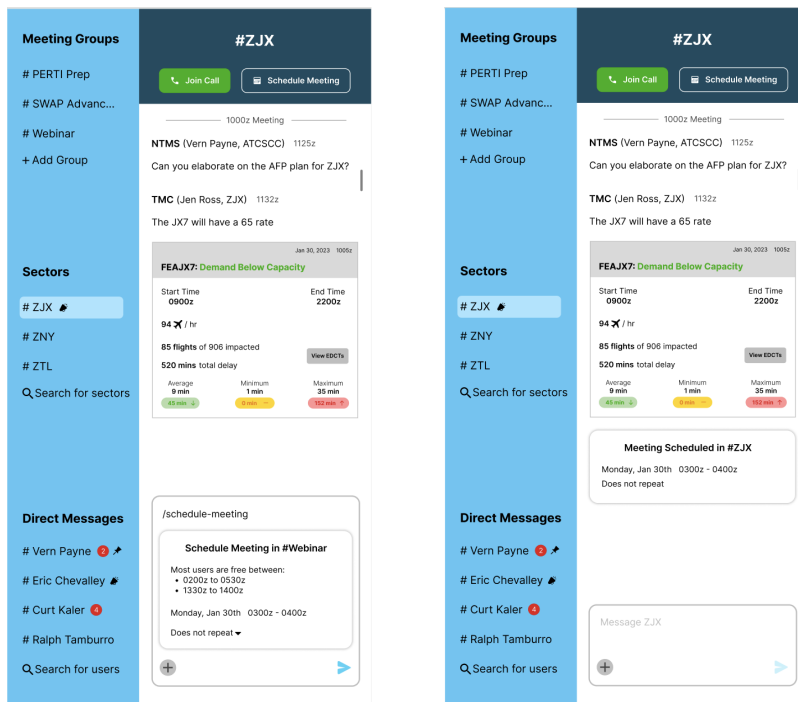 Meeting Groups
# PERTI Prep
# SWAP Advanc...
# Webinar
+ Add Group
Sectors
# ZJX
# ZNY
# ZTL
Search for sectors
Direct Messages
# Vern Payne 2
# Eric Chevalley
# Curt Kaler 4
# Ralph Tamburro
Search for users
#ZJX
Join Call Schedule Meeting
1000z Meeting
NTMS (Vern Payne, ATCSCC) 1125z
Can you elaborate on the AFP plan for ZJX?
TMC (Jen Ross, ZJX) 1132z
The JX7 will have a 65 rate
Jan 30, 2023 1005z
FEAJX7: Demand Below Capacity
Start Time End Time
0900z 2200z
94 / hr
85 flights of 906 impacted
View EDCTs
520 mins total delay
Average Minimum Maximum
9 min 1 min 35 min
45 min ↓ 0 min — 152 min ↑
/schedule-meeting
Schedule Meeting in #Webinar
Most users are free between:
• 0200z to 0530z
• 1330z to 1400z
Monday, Jan 30th 0300z - 0400z
Does not repeat
Meeting Groups
# PERTI Prep
# SWAP Advanc...
# Webinar
+ Add Group
Sectors
# ZJX
# ZNY
# ZTL
Search for sectors
Direct Messages
# Vern Payne 2
# Eric Chevalley
# Curt Kaler 4
# Ralph Tamburro
Search for users
#ZJX
Join Call Schedule Meeting
1000z Meeting
NTMS (Vern Payne, ATCSCC) 1125z
Can you elaborate on the AFP plan for ZJX?
TMC (Jen Ross, ZJX) 1132z
The JX7 will have a 65 rate
Jan 30, 2023 1005z
FEAJX7: Demand Below Capacity
Start Time End Time
0900z 2200z
94 / hr
85 flights of 906 impacted
View EDCTs
520 mins total delay
Average Minimum Maximum
9 min 1 min 35 min
45 min ↓ 0 min — 152 min ↑
Meeting Scheduled in #ZJX
Monday, Jan 30th 0300z - 0400z
Does not repeat
Message ZJX